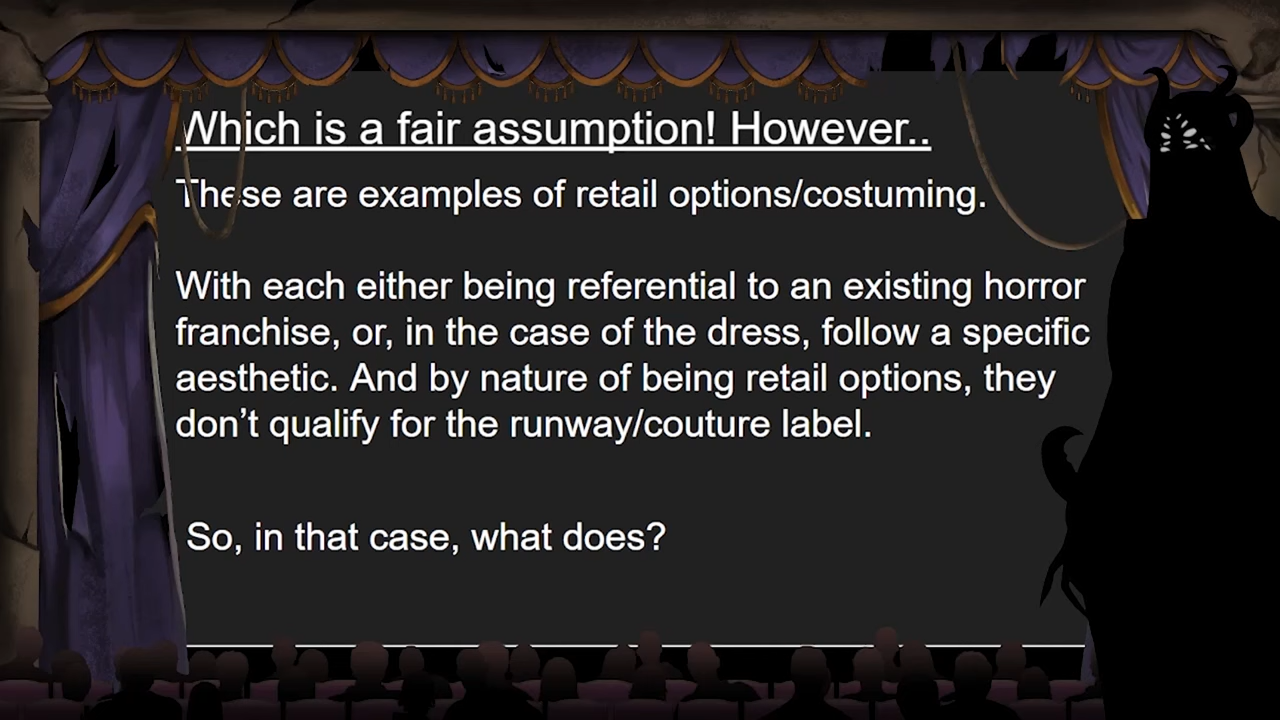 Which is a fair assumption! However..
These are examples of retail options/costuming.
With each either being referential to an existing horror
franchise, or, in the case of the dress, follow a specific
aesthetic. And by nature of being retail options, they
don’t qualify for the runway/couture label.
So, in that case, what does?